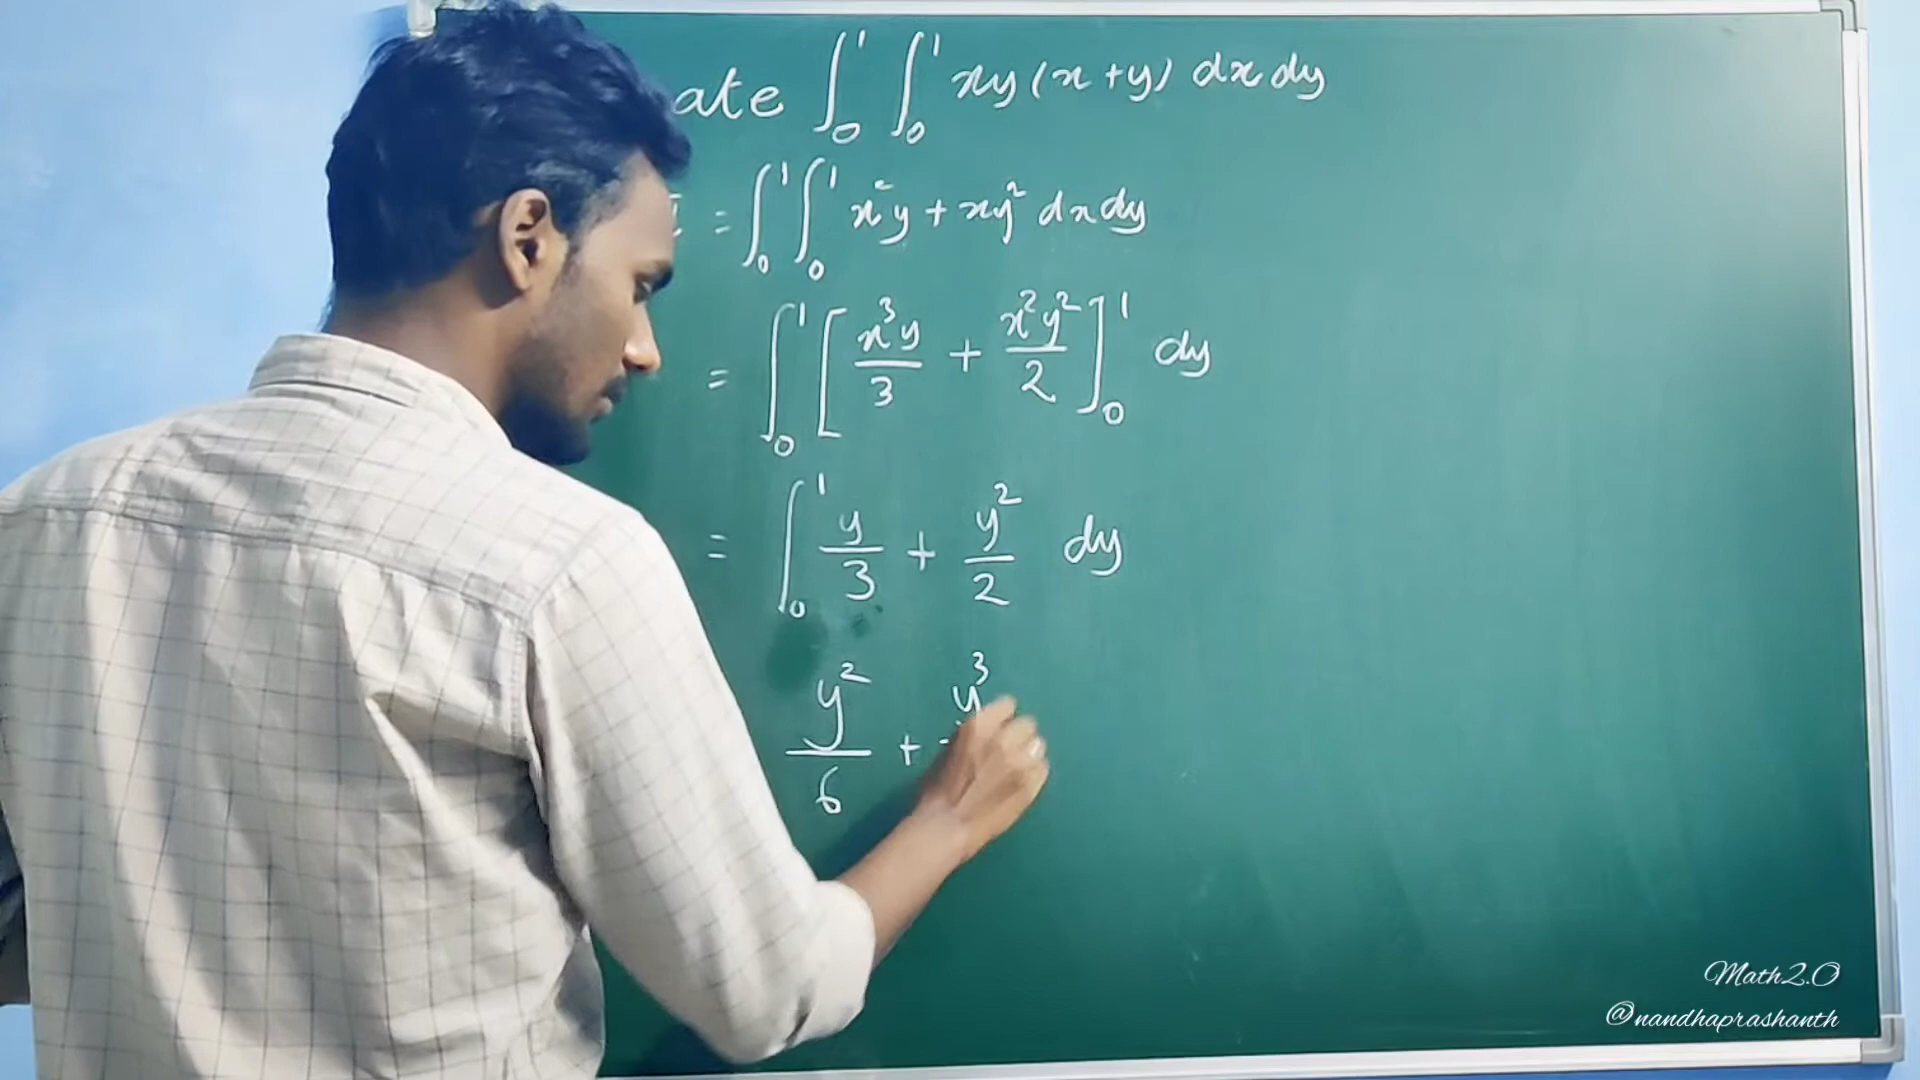 ate ∫₀¹ ∫₀¹ xy (x + y) dx dy
I = ∫₀¹ ∫₀¹ x²y + xy² dx dy
= ∫₀¹ [ x³y/3 + x²y²/2 ]₀¹ dy
= ∫₀¹ y/3 + y²/2 dy
y²/6 + y³
Math2.0
@nandhaprashanth